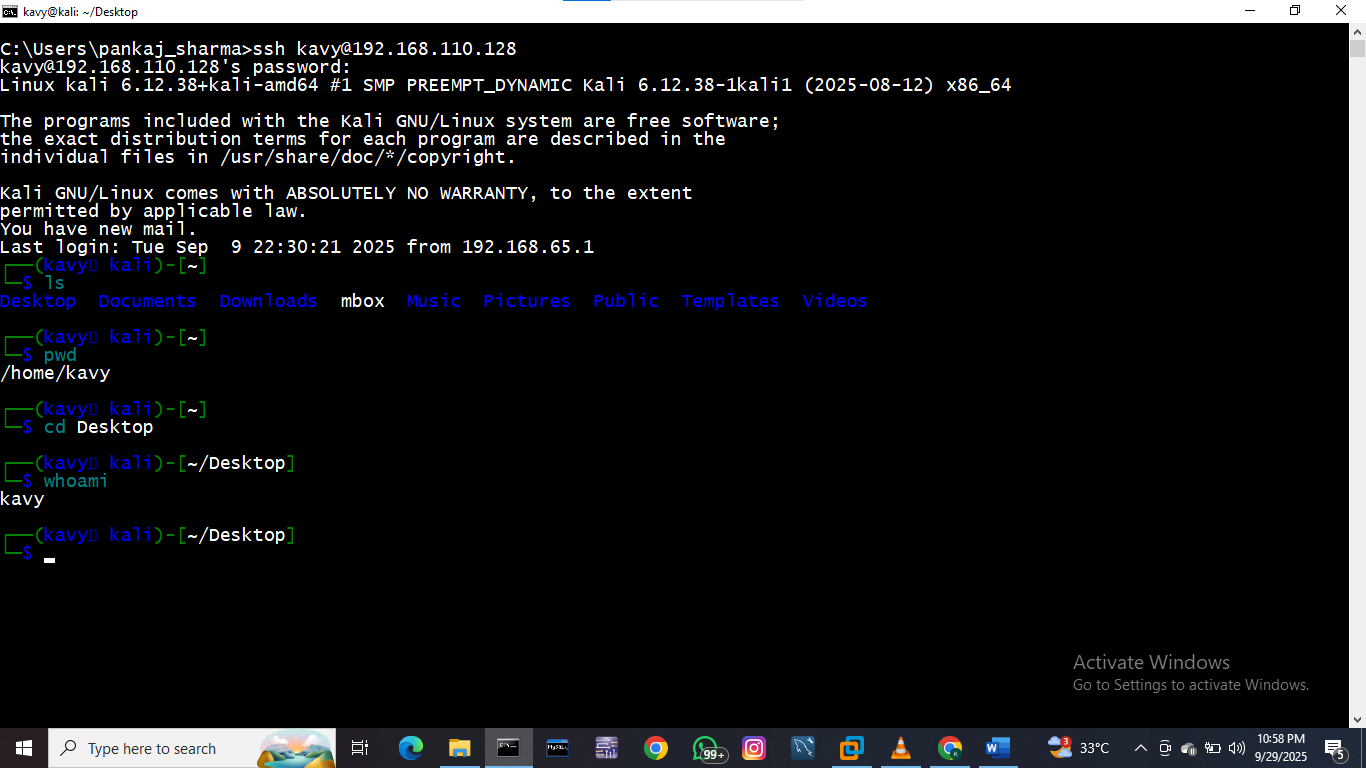 kavy@kali: ~/Desktop
C:\Users\pankaj_sharma>ssh kavy@192.168.110.128
kavy@192.168.110.128's password:
Linux kali 6.12.38+kali-amd64 #1 SMP PREEMPT_DYNAMIC Kali 6.12.38-1kali1 (2025-08-12) x86_64

The programs included with the Kali GNU/Linux system are free software;
the exact distribution terms for each program are described in the
individual files in /usr/share/doc/*/copyright.

Kali GNU/Linux comes with ABSOLUTELY NO WARRANTY, to the extent
permitted by applicable law.
You have new mail.
Last login: Tue Sep  9 22:30:21 2025 from 192.168.65.1
┌──(kavy▯ kali)-[~]
└─$ ls
Desktop  Documents  Downloads  mbox  Music  Pictures  Public  Templates  Videos

┌──(kavy▯ kali)-[~]
└─$ pwd
/home/kavy

┌──(kavy▯ kali)-[~]
└─$ cd Desktop

┌──(kavy▯ kali)-[~/Desktop]
└─$ whoami
kavy

┌──(kavy▯ kali)-[~/Desktop]
└─$ _
Activate Windows
Go to Settings to activate Windows.
Type here to search
MySQL
99+
K
W
3
33°C
10:58 PM
9/29/2025
5